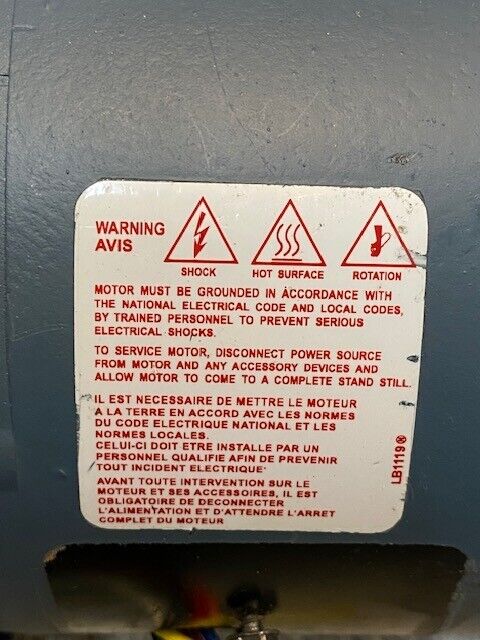 WARNING
AVIS
SHOCK
HOT SURFACE
ROTATION
MOTOR MUST BE GROUNDED IN ACCORDANCE WITH
THE NATIONAL ELECTRICAL CODE AND LOCAL CODES,
BY TRAINED PERSONNEL TO PREVENT SERIOUS
ELECTRICAL SHOCKS.
TO SERVICE MOTOR, DISCONNECT POWER SOURCE
FROM MOTOR AND ANY ACCESSORY DEVICES AND
ALLOW MOTOR TO COME TO A COMPLETE STAND STILL.
IL EST NECESSAIRE DE METTRE LE MOTEUR
A LA TERRE EN ACCORD AVEC LES NORMES
DU CODE ELECTRIQUE NATIONAL ET LES
NORMES LOCALES.
CELUI-CI DOIT ETRE INSTALLE PAR UN
PERSONNEL QUALIFIE AFIN DE PREVENIR
TOUT INCIDENT ELECTRIQUE
AVANT TOUTE INTERVENTION SUR LE
MOTEUR ET SES ACCESSOIRES, IL EST
OBLIGATOIRE DE DECONNECTER
L'ALIMENTATION ET D'ATTENDRE L'ARRET
COMPLET DU MOTEUR
LB1119®